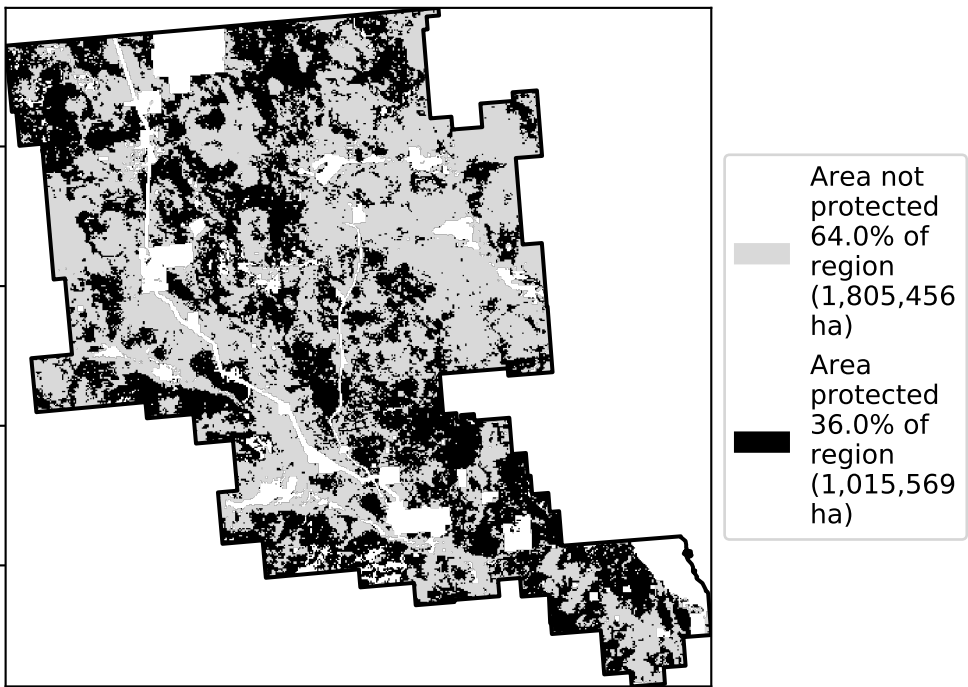 Area not
protected
64.0% of
region
(1,805,456
ha)
Area
protected
36.0% of
region
(1,015,569
ha)